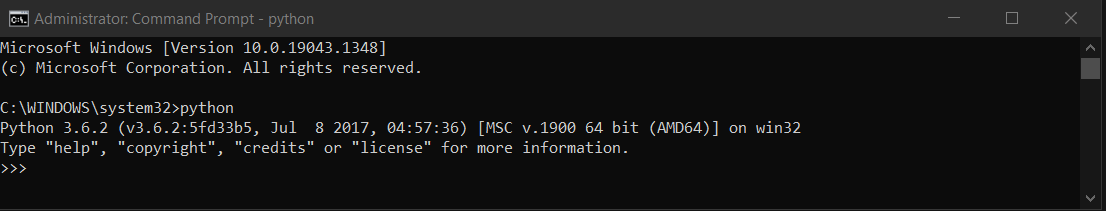 Administrator: Command Prompt - python
Microsoft Windows [Version 10.0.19043.1348]
(c) Microsoft Corporation. All rights reserved.
C:\WINDOWS\system32>python
Python 3.6.2 (v3.6.2:5fd33b5, Jul  8 2017, 04:57:36) [MSC v.1900 64 bit (AMD64)] on win32
Type "help", "copyright", "credits" or "license" for more information.
>>>